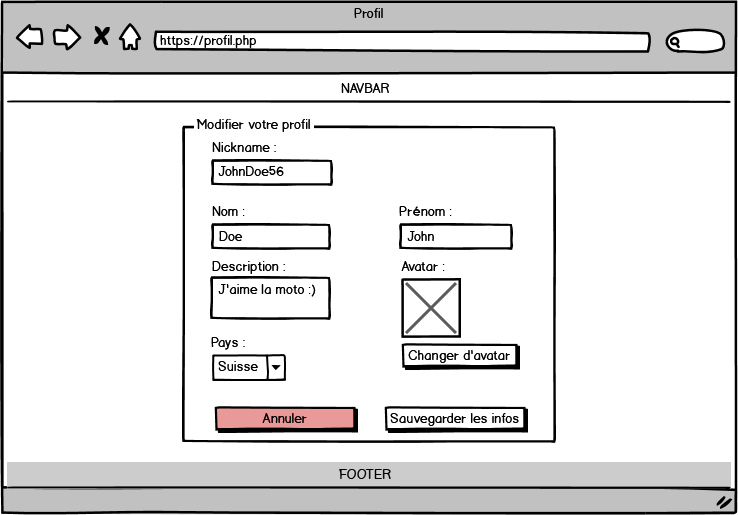 Profil
https://profil.php
NAVBAR
Modifier votre profil
Nickname :
JohnDoe56
Nom :
Prénom :
Doe
John
Description :
Avatar :
J'aime la moto :)
Pays :
Changer d'avatar
Suisse
Annuler
Sauvegarder les infos
FOOTER